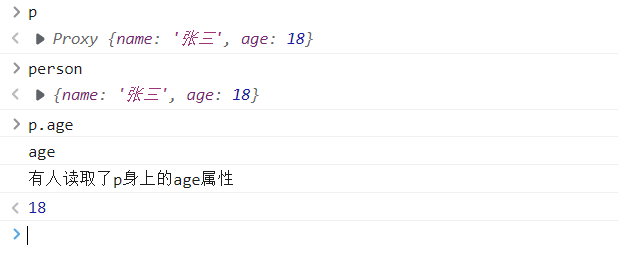 p
Proxy {name: '张三', age: 18}
person
{name: '张三', age: 18}
p.age
age
有人读取了p身上的age属性
18